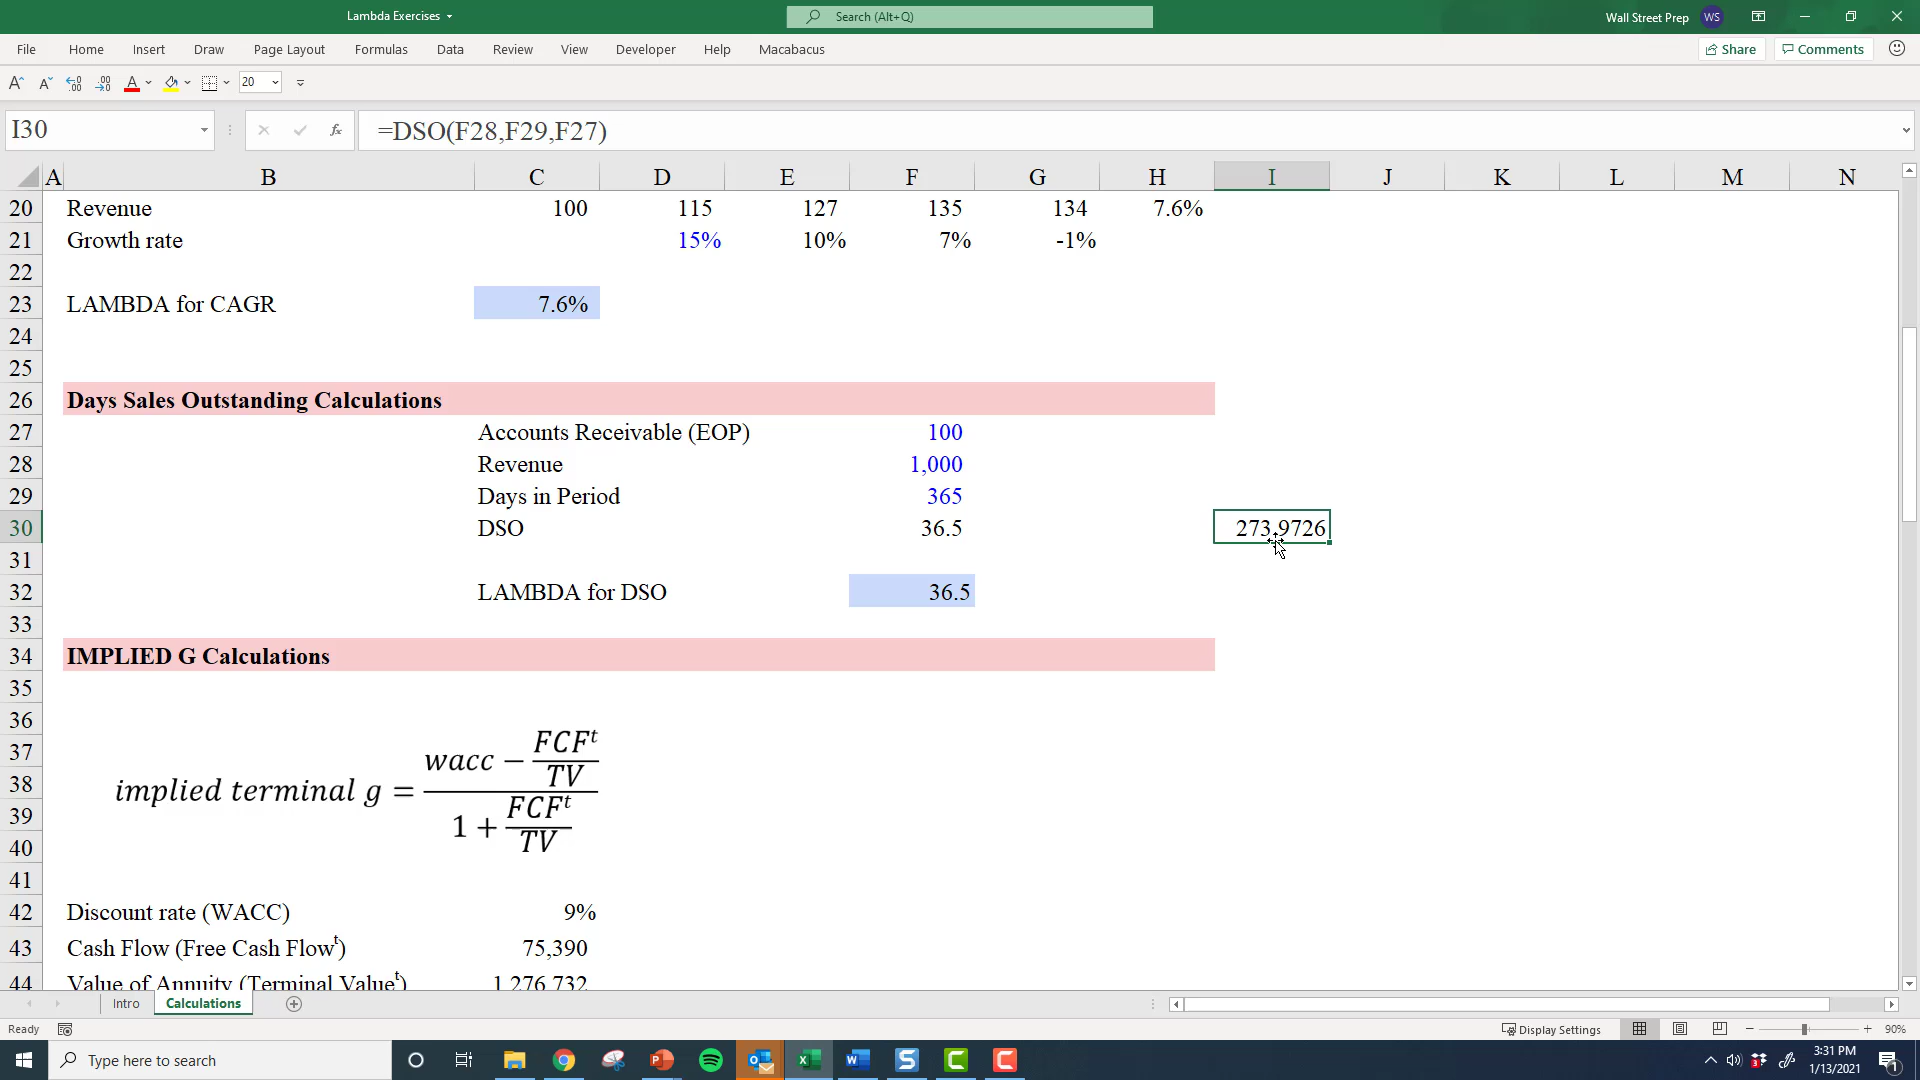 Lambda Exercises
Search (Alt+Q)
Wall Street Prep WS
File Home Insert Draw Page Layout Formulas Data Review View Developer Help Macabacus Share Comments
20
I30 =DSO(F28,F29,F27)
A B C D E F G H I J K L M N
20 Revenue 100 115 127 135 134 7.6%
21 Growth rate 15% 10% 7% -1%
22
23 LAMBDA for CAGR 7.6%
24
25
26 Days Sales Outstanding Calculations
27 Accounts Receivable (EOP) 100
28 Revenue 1,000
29 Days in Period 365
30 DSO 36.5 273.9726
31
32 LAMBDA for DSO 36.5
33
34 IMPLIED G Calculations
35
36
37
38
39
40
implied terminal g = (wacc − FCFᵗ/TV) / (1 + FCFᵗ/TV)
41
42 Discount rate (WACC) 9%
43 Cash Flow (Free Cash Flowᵗ) 75,390
44 Value of Annuity (Terminal Valueᵗ) 1,276,732
Intro Calculations
Ready Display Settings 90%
Type here to search
3:31 PM
1/13/2021